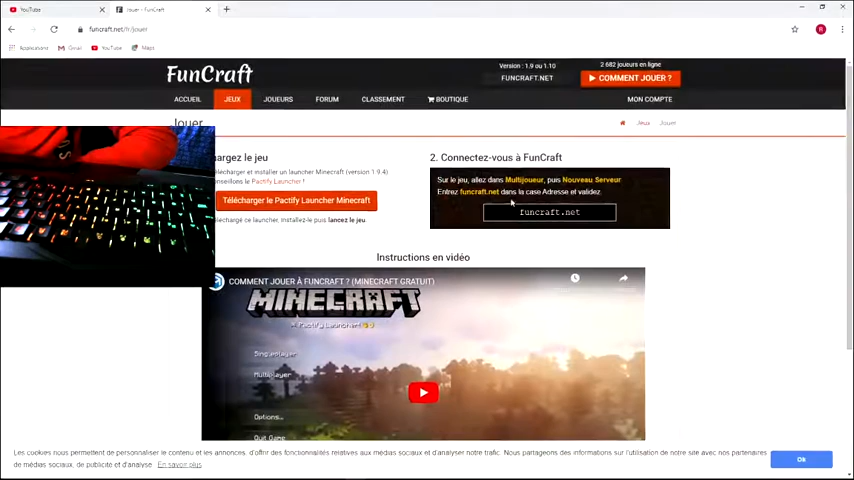 YouTube
Jouer - FunCraft
funcraft.net/fr/jouer
Applications
Gmail
YouTube
Maps
FunCraft
Version : 1.9 ou 1.10
FUNCRAFT.NET
2 682 joueurs en ligne
COMMENT JOUER ?
ACCUEIL
JEUX
JOUEURS
FORUM
CLASSEMENT
BOUTIQUE
MON COMPTE
Jouer
Jeux
Jouer
hargez le jeu
élécharger et installer un launcher Minecraft (version 1.9.4)
conseillons le Pactify Launcher !
Télécharger le Pactify Launcher Minecraft
éléchargé ce launcher, installez-le puis lancez le jeu.
2. Connectez-vous à FunCraft
Sur le jeu, allez dans Multijoueur, puis Nouveau Serveur
Entrez funcraft.net dans la case Adresse et validez.
funcraft.net
Instructions en vidéo
COMMENT JOUER À FUNCRAFT ? (MINECRAFT GRATUIT)
MINECRAFT
Pactify Launcher!
Singleplayer
Multiplayer
Options...
Quit Game
Les cookies nous permettent de personnaliser le contenu et les annonces, d'offrir des fonctionnalités relatives aux médias sociaux et d'analyser notre trafic. Nous partageons des informations sur l'utilisation de notre site avec nos partenaires
de médias sociaux, de publicité et d'analyse. En savoir plus
Ok